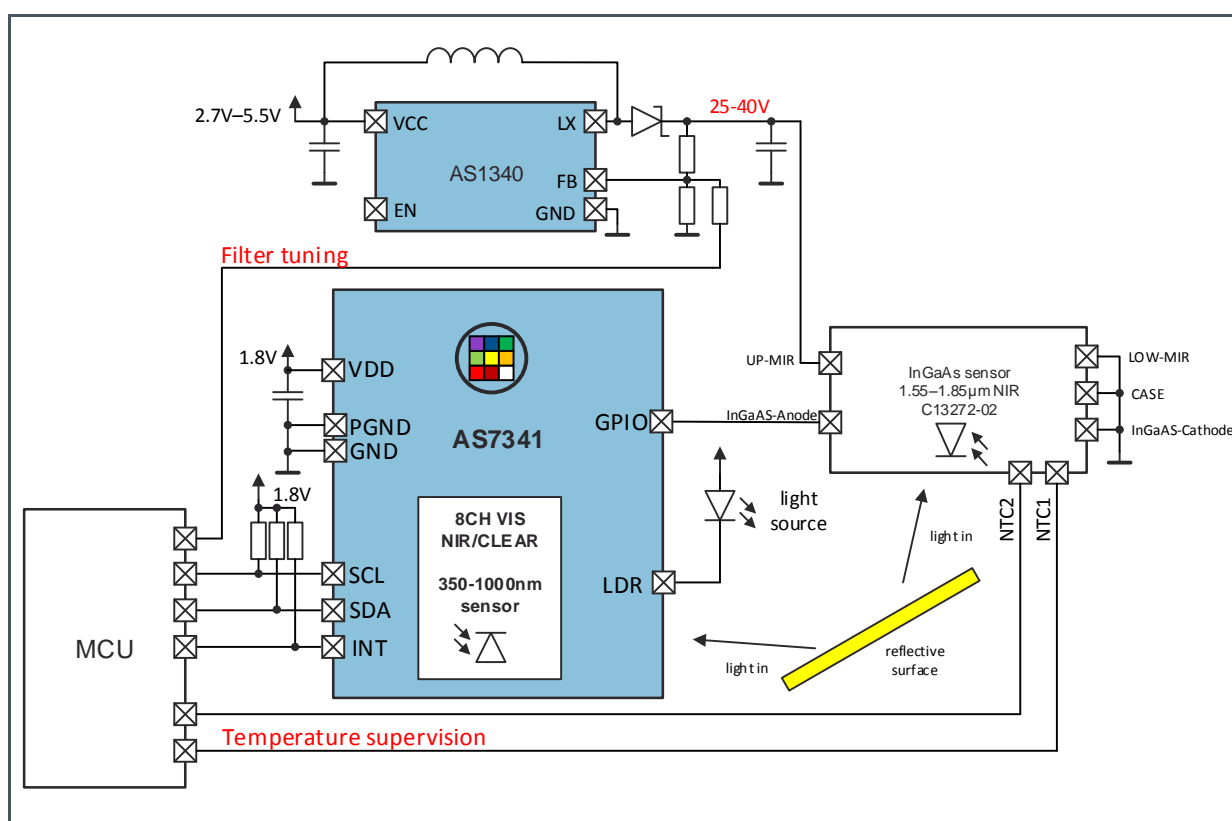 2.7V–5.5V
VCC
LX
25-40V
AS1340
FB
EN
GND
Filter tuning
1.8V
VDD
UP-MIR
LOW-MIR
InGaAs sensor
1.55–1.85µm NIR
C13272-02
CASE
PGND
GND
AS7341
GPIO
InGaAS-Anode
InGaAS-Cathode
1.8V
8CH VIS
NIR/CLEAR
350-1000nm
sensor
light
source
NTC2
NTC1
light in
SCL
LDR
SDA
MCU
INT
light in
reflective
surface
Temperature supervision